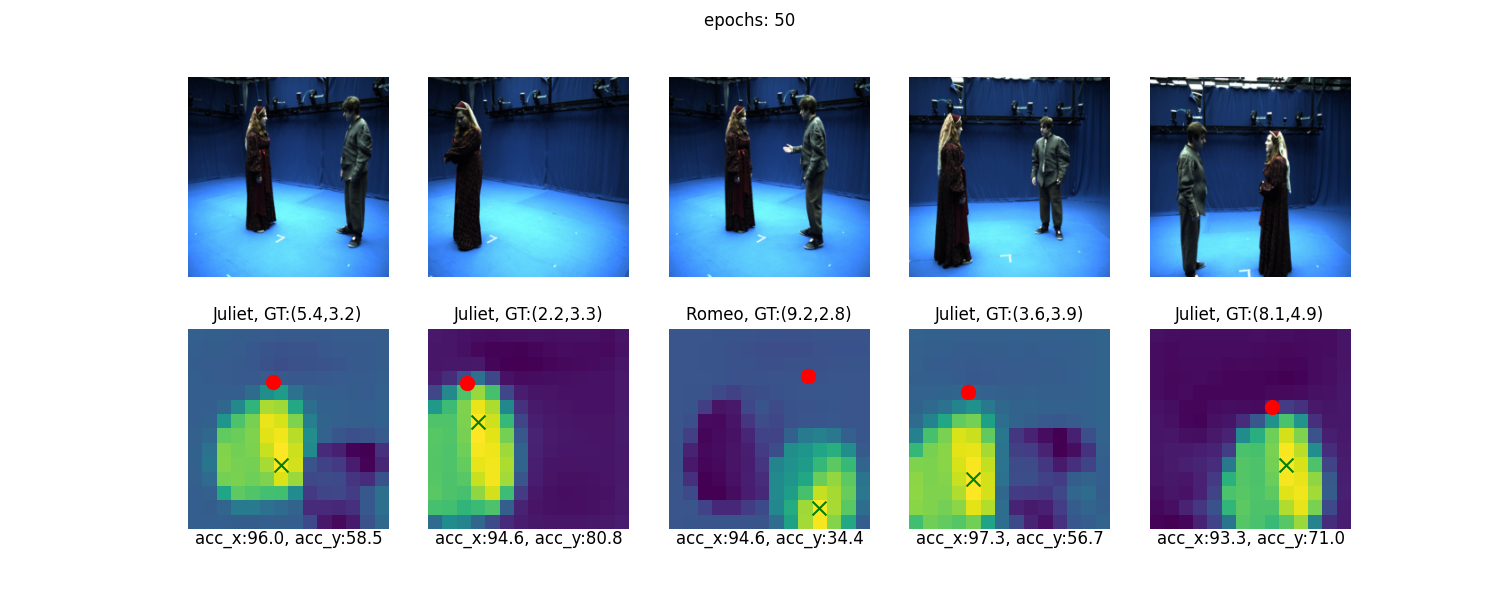 epochs: 50
Juliet, GT:(5.4,3.2)
Juliet, GT:(2.2,3.3)
Romeo, GT:(9.2,2.8)
Juliet, GT:(3.6,3.9)
Juliet, GT:(8.1,4.9)
acc_x:96.0, acc_y:58.5
acc_x:94.6, acc_y:80.8
acc_x:94.6, acc_y:34.4
acc_x:97.3, acc_y:56.7
acc_x:93.3, acc_y:71.0